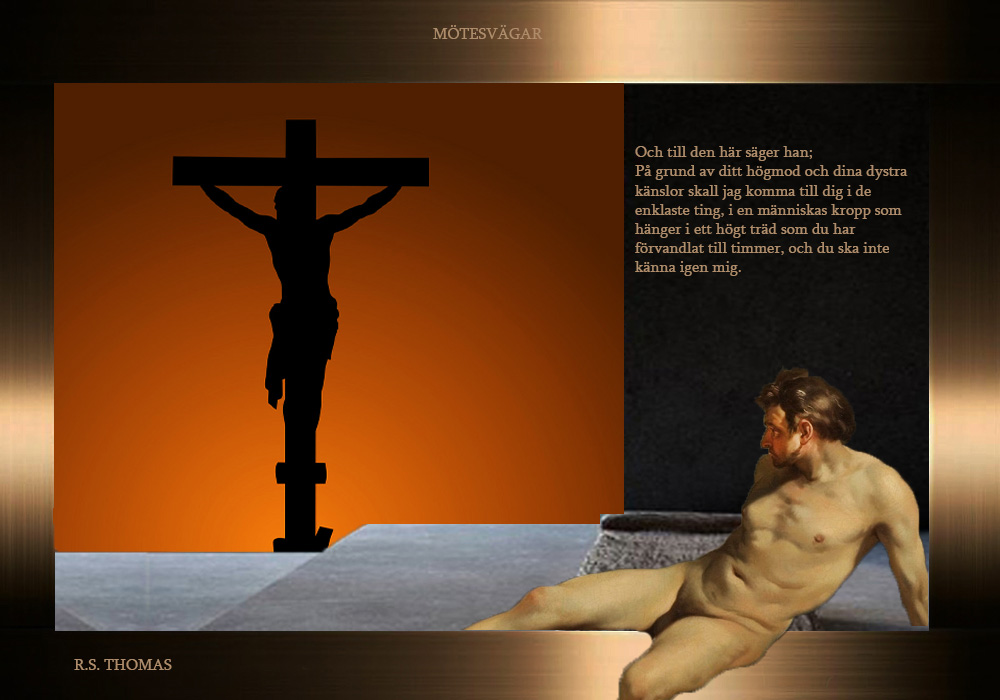 MÖTESVÄGAR
Och till den här säger han;
På grund av ditt högmod och dina dystra
känslor skall jag komma till dig i de
enklaste ting, i en människas kropp som
hänger i ett högt träd som du har
förvandlat till timmer, och du ska inte
känna igen mig.
R.S. THOMAS